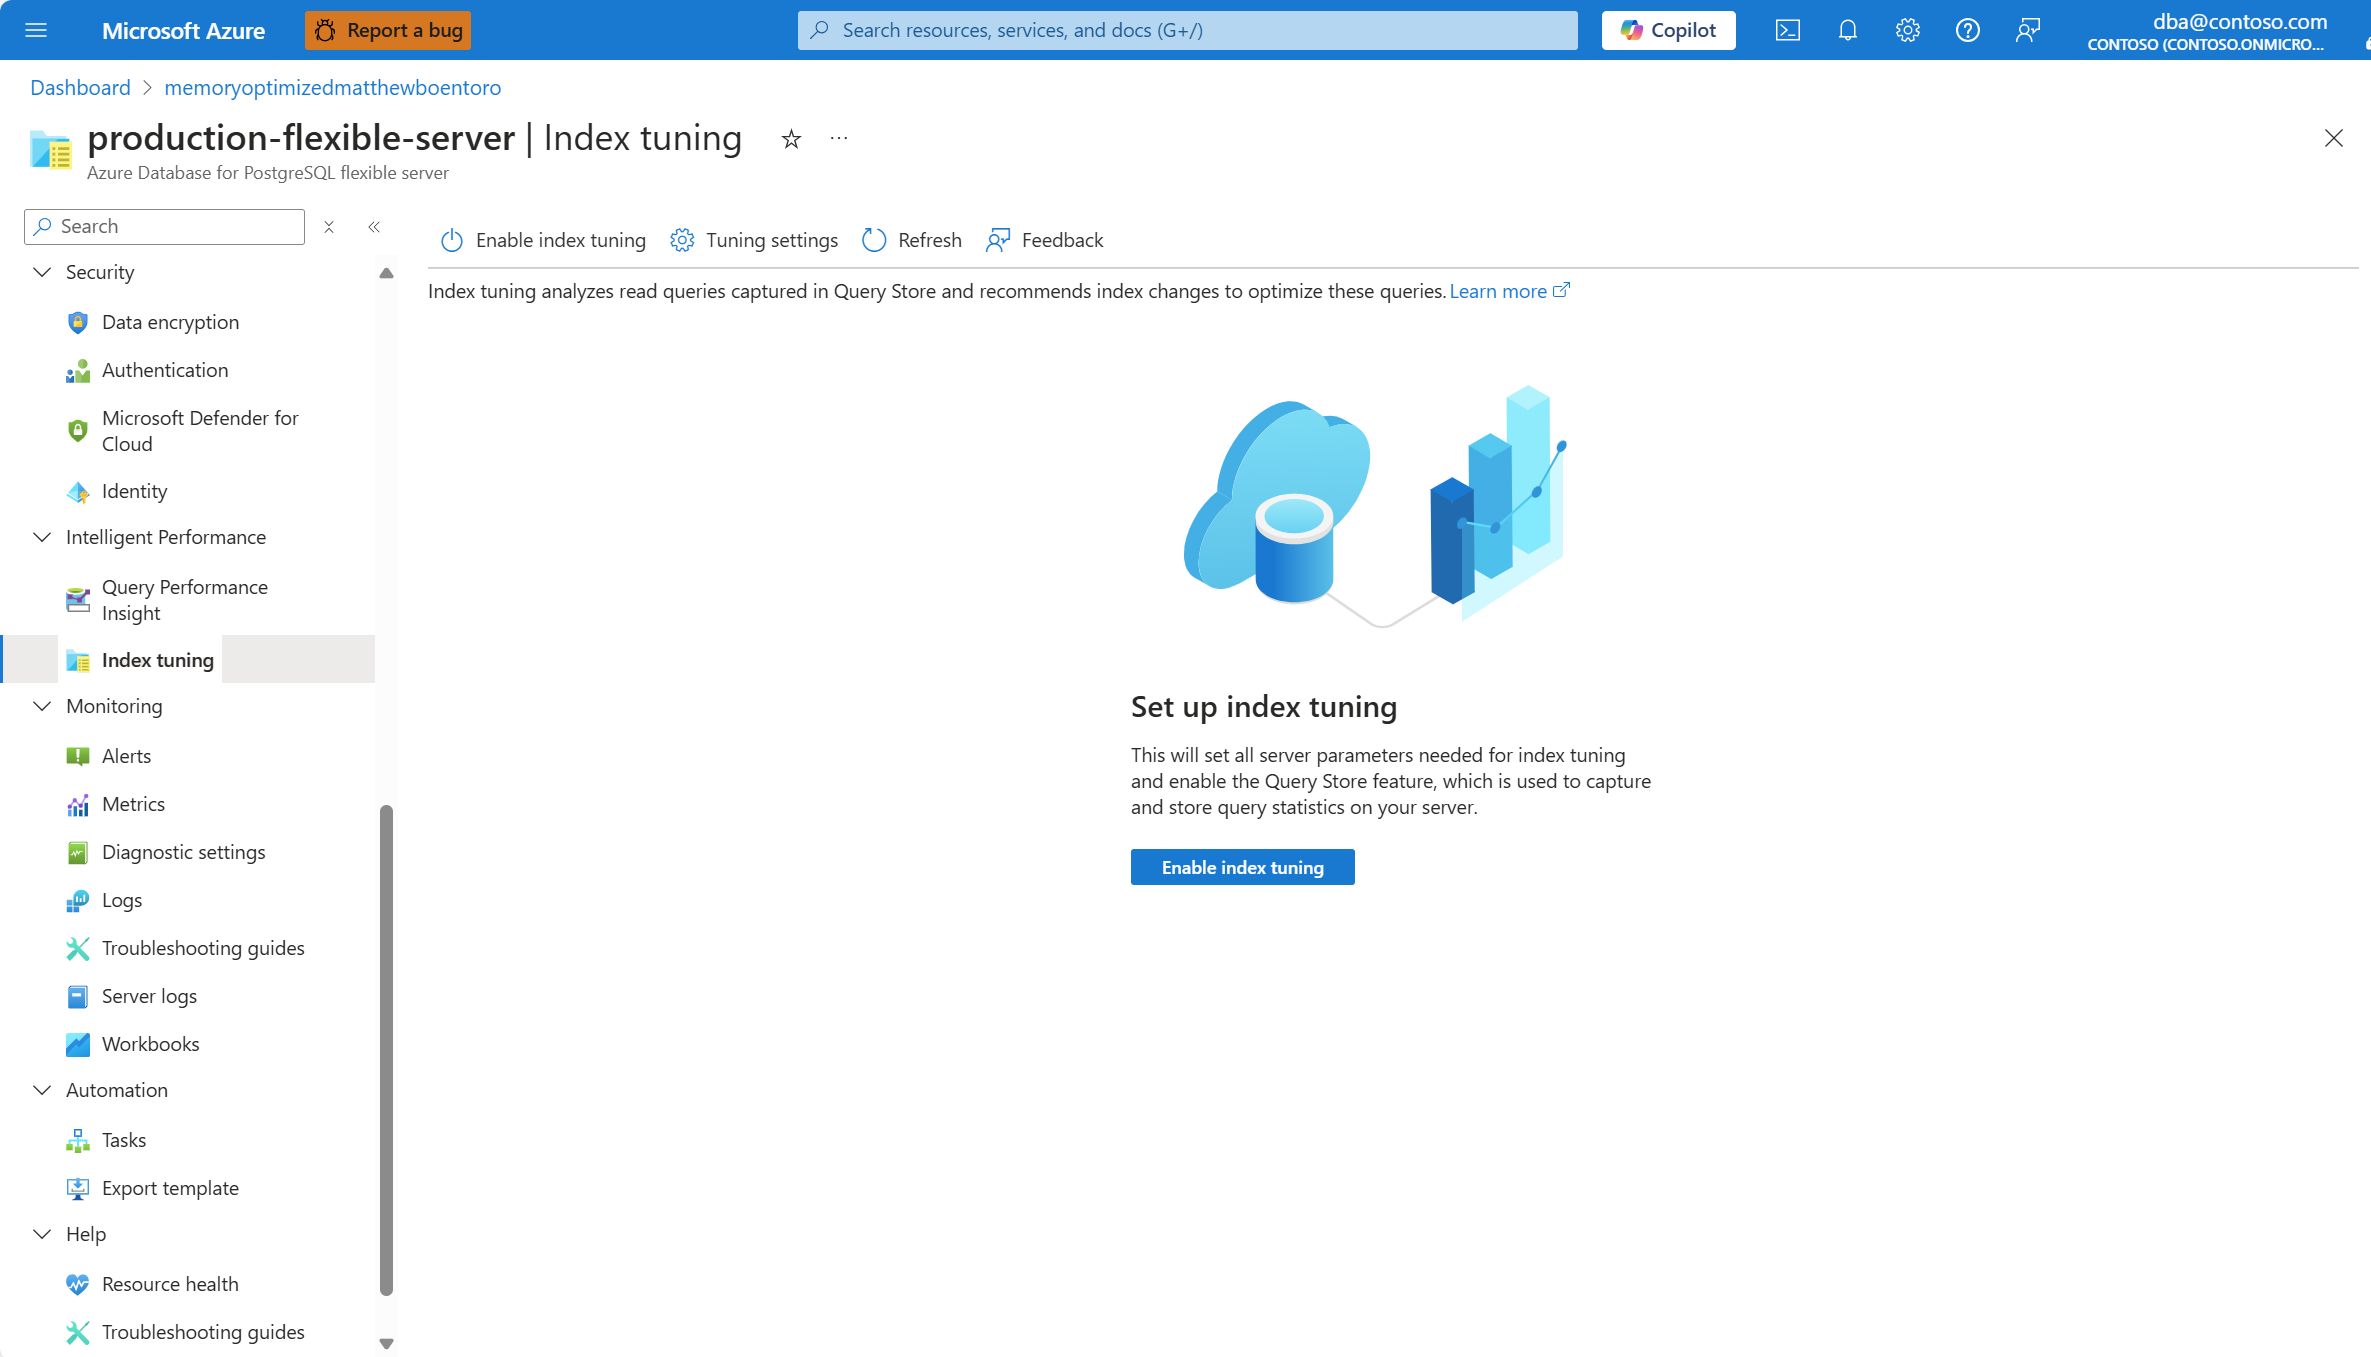 Microsoft Azure
Report a bug
Search resources, services, and docs (G+/)
Copilot
dba@contoso.com
CONTOSO (CONTOSO.ONMICRO...
Dashboard > memoryoptimizedmatthewboentoro
production-flexible-server | Index tuning
Azure Database for PostgreSQL flexible server
Search
Security
Data encryption
Authentication
Microsoft Defender for
Cloud
Identity
Intelligent Performance
Query Performance
Insight
Index tuning
Monitoring
Alerts
Metrics
Diagnostic settings
Logs
Troubleshooting guides
Server logs
Workbooks
Automation
Tasks
Export template
Help
Resource health
Troubleshooting guides
Enable index tuning
Tuning settings
Refresh
Feedback
Index tuning analyzes read queries captured in Query Store and recommends index changes to optimize these queries. Learn more
Set up index tuning
This will set all server parameters needed for index tuning
and enable the Query Store feature, which is used to capture
and store query statistics on your server.
Enable index tuning